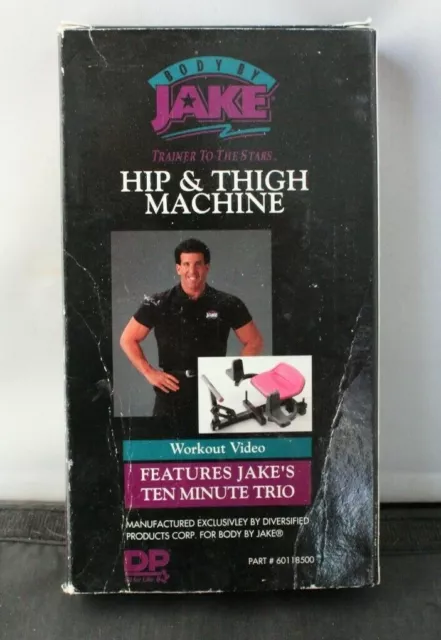 BODY BY
JAKE
TRAINER TO THE STARS
HIP & THIGH
MACHINE
Workout Video
FEATURES JAKE'S
TEN MINUTE TRIO
MANUFACTURED EXCLUSIVLEY BY DIVERSIFIED
PRODUCTS CORP. FOR BODY BY JAKE®
DP
PART # 60118500